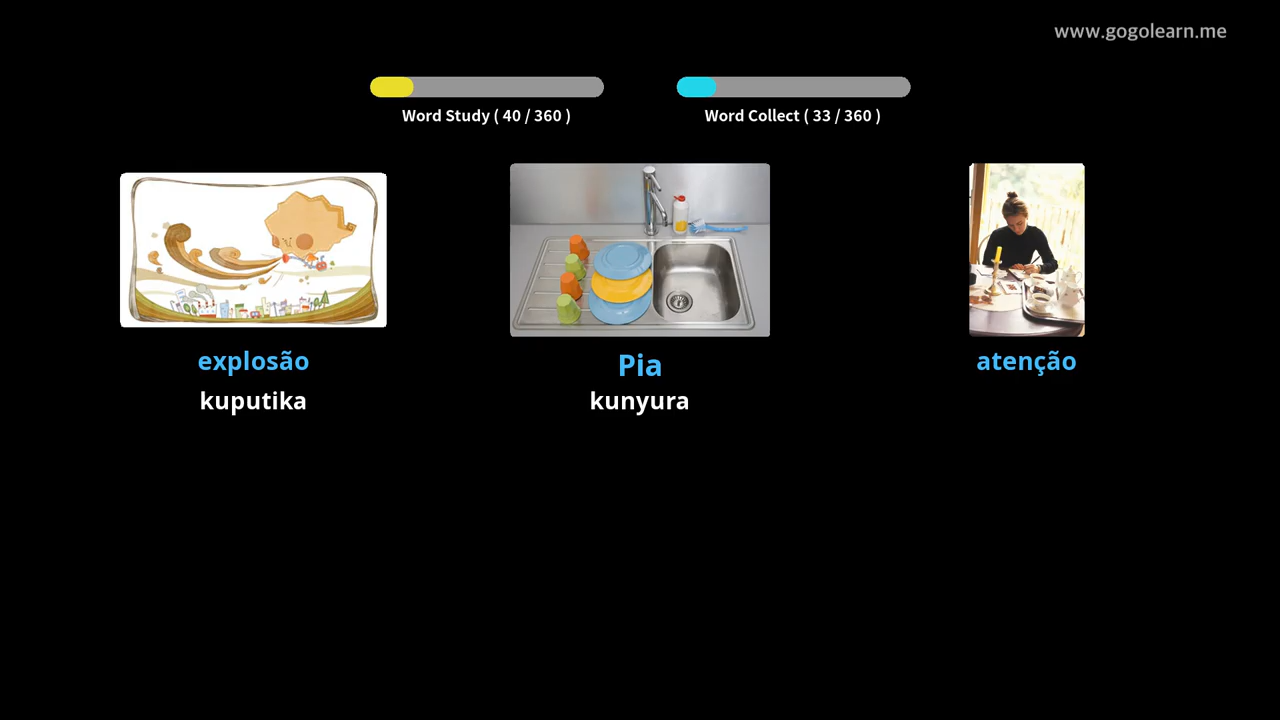 www.gogolearn.me
Word Study ( 40 / 360 )
Word Collect ( 33 / 360 )
explosão
kuputika
Pia
kunyura
atenção